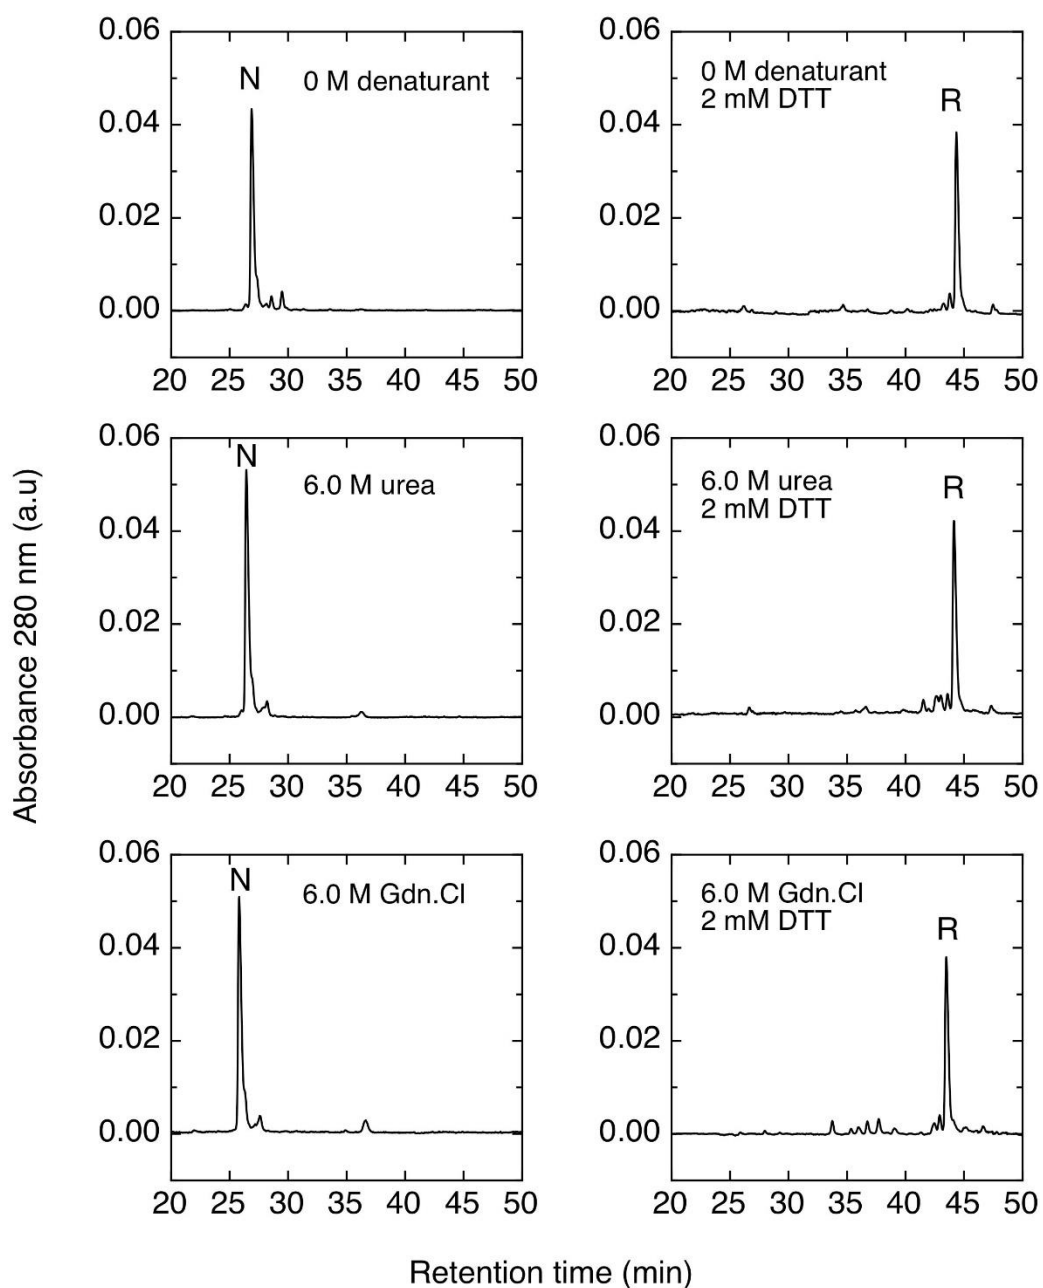 0.06
0.04
0.02
0.00
N
0 M denaturant
20 25 30 35 40 45 50
0.06
0.04
0.02
0.00
0 M denaturant
2 mM DTT
R
20 25 30 35 40 45 50
0.06
0.04
0.02
0.00
N
6.0 M urea
20 25 30 35 40 45 50
0.06
0.04
0.02
0.00
6.0 M urea
2 mM DTT
R
20 25 30 35 40 45 50
0.06
0.04
0.02
0.00
N
6.0 M Gdn.Cl
20 25 30 35 40 45 50
0.06
0.04
0.02
0.00
6.0 M Gdn.Cl
2 mM DTT
R
20 25 30 35 40 45 50
Absorbance 280 nm (a.u)
Retention time (min)